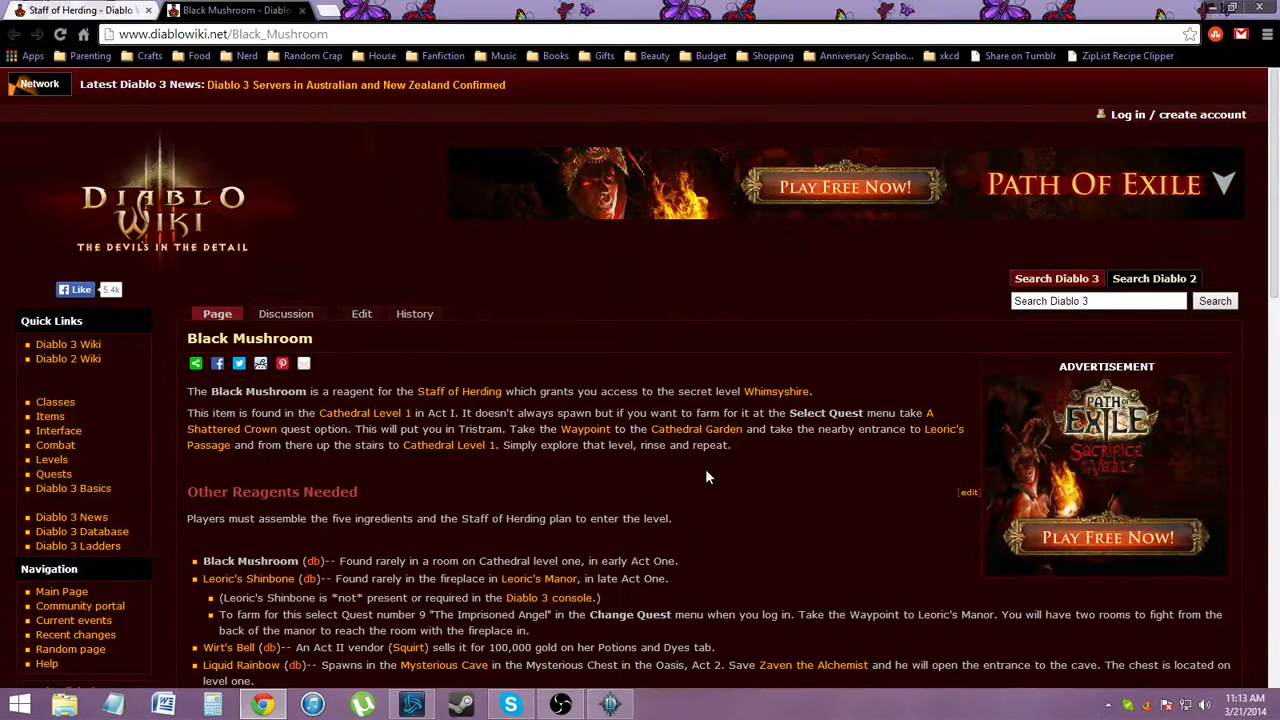 Staff of Herding - Diablo
Black Mushroom - Diablo
www.diablowiki.net/Black_Mushroom
Apps Parenting Crafts Food Nerd Random Crap House Fanfiction Music Books Gifts Beauty Budget Shopping Anniversary Scrapbo... xkcd Share on Tumblr ZipList Recipe Clipper
Network Latest Diablo 3 News: Diablo 3 Servers in Australian and New Zealand Confirmed
Log in / create account
DIABLO
WIKI
THE DEVILS IN THE DETAIL
PLAY FREE NOW!
PATH OF EXILE
Like 5.4k
Search Diablo 3 Search Diablo 2
Search Diablo 3 Search
Quick Links
Diablo 3 Wiki
Diablo 2 Wiki
Classes
Items
Interface
Combat
Levels
Quests
Diablo 3 Basics
Diablo 3 News
Diablo 3 Database
Diablo 3 Ladders
Navigation
Main Page
Community portal
Current events
Recent changes
Random page
Help
Page Discussion Edit History
Black Mushroom
The Black Mushroom is a reagent for the Staff of Herding which grants you access to the secret level Whimsyshire.
This item is found in the Cathedral Level 1 in Act I. It doesn't always spawn but if you want to farm for it at the Select Quest menu take A
Shattered Crown quest option. This will put you in Tristram. Take the Waypoint to the Cathedral Garden and take the nearby entrance to Leoric's
Passage and from there up the stairs to Cathedral Level 1. Simply explore that level, rinse and repeat.
Other Reagents Needed
[edit]
Players must assemble the five ingredients and the Staff of Herding plan to enter the level.
Black Mushroom (db)-- Found rarely in a room on Cathedral level one, in early Act One.
Leoric's Shinbone (db)-- Found rarely in the fireplace in Leoric's Manor, in late Act One.
(Leoric's Shinbone is *not* present or required in the Diablo 3 console.)
To farm for this select Quest number 9 "The Imprisoned Angel" in the Change Quest menu when you log in. Take the Waypoint to Leoric's Manor. You will have two rooms to fight from the
back of the manor to reach the room with the fireplace in.
Wirt's Bell (db)-- An Act II vendor (Squirt) sells it for 100,000 gold on her Potions and Dyes tab.
Liquid Rainbow (db)-- Spawns in the Mysterious Cave in the Mysterious Chest in the Oasis, Act 2. Save Zaven the Alchemist and he will open the entrance to the cave. The chest is located on
level one.
ADVERTISEMENT
PATH OF
EXILE
SACRIFICE
OF THE
VAAL
PLAY FREE NOW!
11:13 AM
3/21/2014